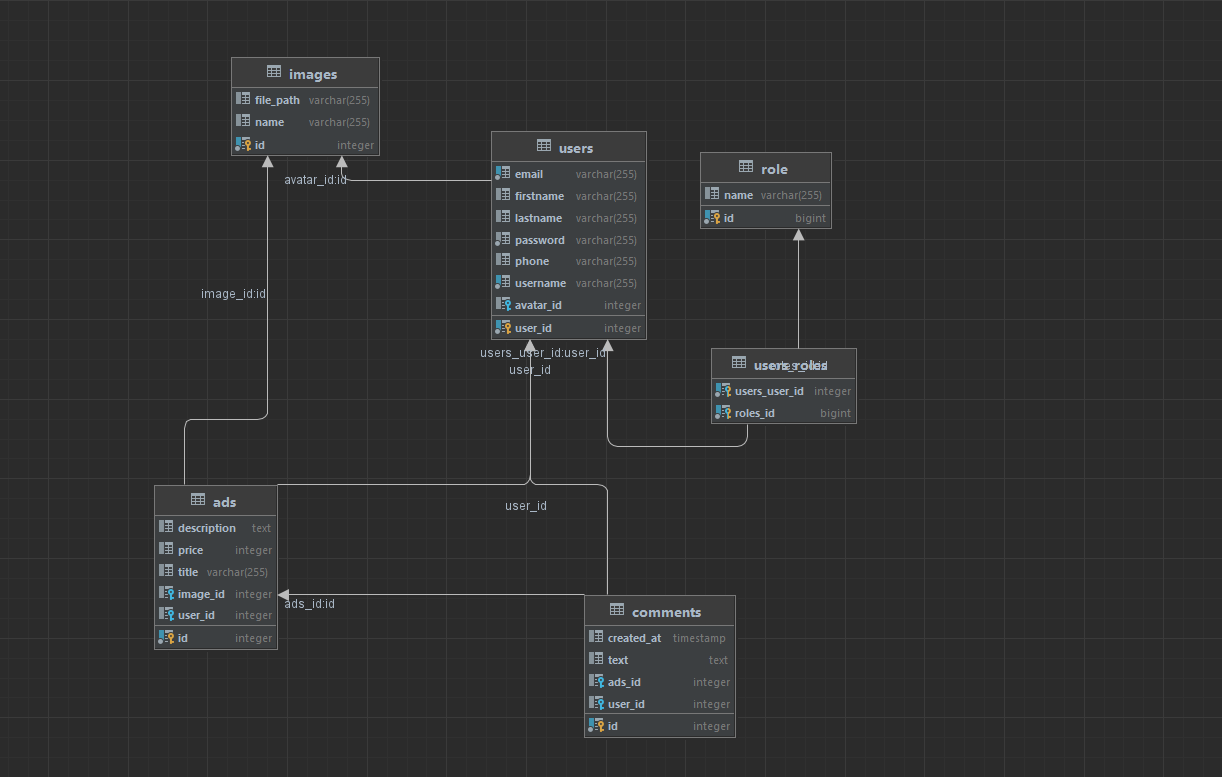 images
file_path varchar(255)
name varchar(255)
id integer
avatar_id:id
users
email varchar(255)
firstname varchar(255)
lastname varchar(255)
password varchar(255)
phone varchar(255)
username varchar(255)
avatar_id integer
user_id integer
role
name varchar(255)
id bigint
image_id:id
users_user_id:user_id
user_id
users_roles
users_user_id integer
roles_id bigint
ads
description text
price integer
title varchar(255)
image_id integer
user_id integer
id integer
user_id
ads_id:id
comments
created_at timestamp
text text
ads_id integer
user_id integer
id integer